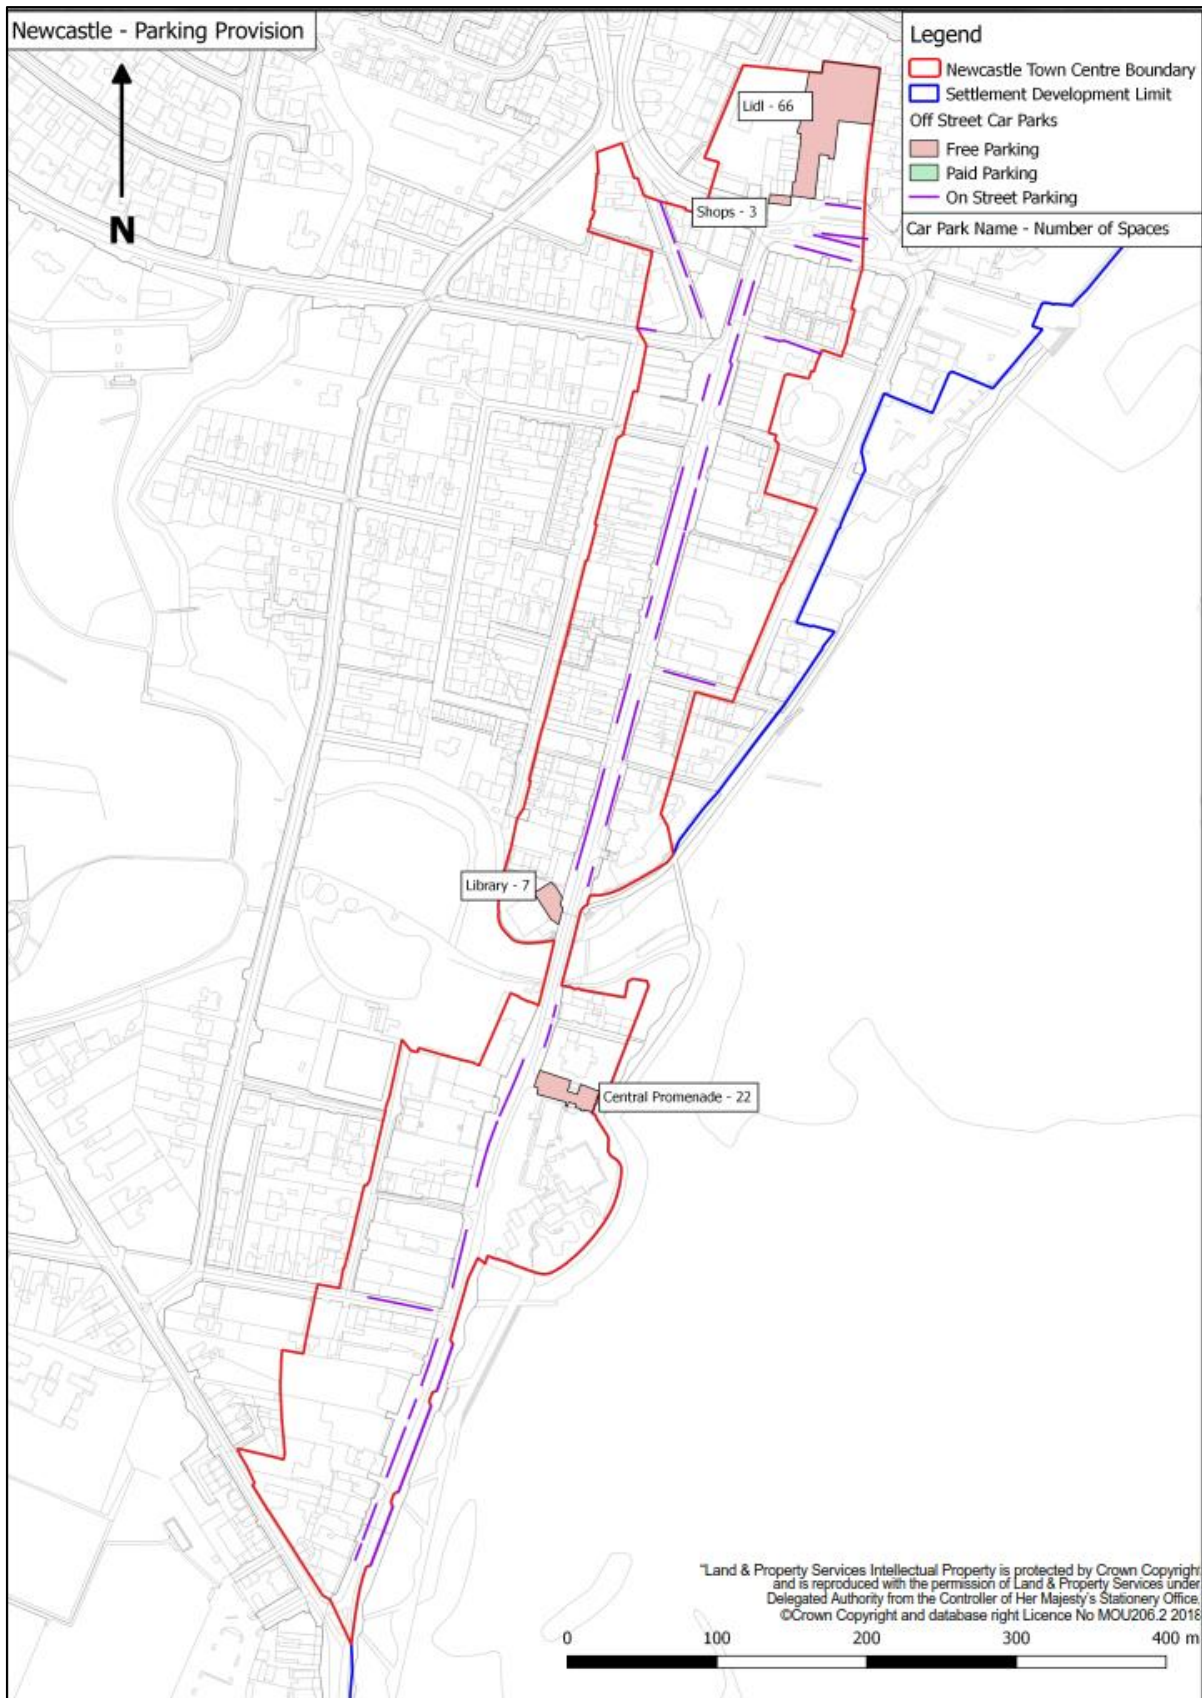 Newcastle - Parking Provision
N
Legend
Newcastle Town Centre Boundary
Settlement Development Limit
Off Street Car Parks
Free Parking
Paid Parking
On Street Parking
Car Park Name - Number of Spaces
Lidl - 66
Shops - 3
Library - 7
Central Promenade - 22
"Land & Property Services Intellectual Property is protected by Crown Copyright
and is reproduced with the permission of Land & Property Services under
Delegated Authority from the Controller of Her Majesty's Stationery Office,
©Crown Copyright and database right Licence No MOU206.2 2018
0 100 200 300 400 m